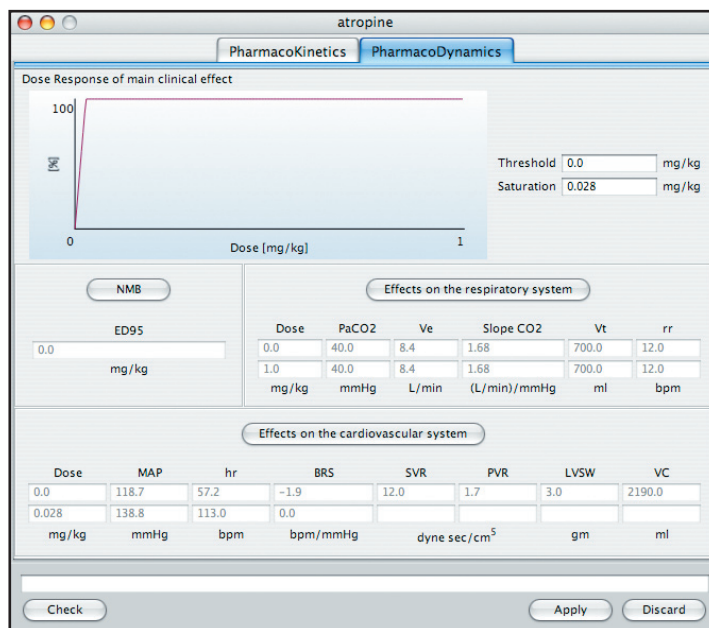 atropine
PharmacoKinetics PharmacoDynamics
Dose Response of main clinical effect
100
[%]
0 Dose [mg/kg] 1
Threshold 0.0 mg/kg
Saturation 0.028 mg/kg
NMB
ED95
0.0
mg/kg
Effects on the respiratory system
Dose PaCO2 Ve Slope CO2 Vt rr
0.0 40.0 8.4 1.68 700.0 12.0
1.0 40.0 8.4 1.68 700.0 12.0
mg/kg mmHg L/min (L/min)/mmHg ml bpm
Effects on the cardiovascular system
Dose MAP hr BRS SVR PVR LVSW VC
0.0 118.7 57.2 -1.9 12.0 1.7 3.0 2190.0
0.028 138.8 113.0 0.0
mg/kg mmHg bpm bpm/mmHg dyne sec/cm⁵ gm ml
Check Apply Discard